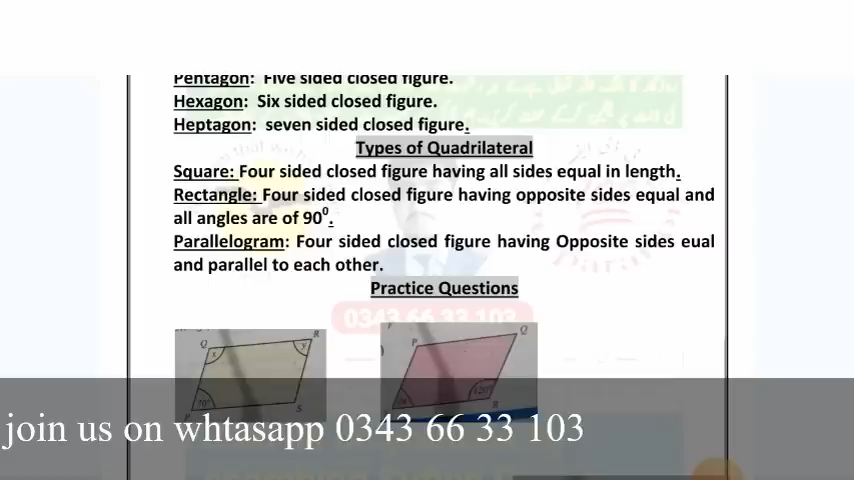 Pentagon: Five sided closed figure.
Hexagon: Six sided closed figure.
Heptagon: seven sided closed figure.
Types of Quadrilateral
Square: Four sided closed figure having all sides equal in length.
Rectangle: Four sided closed figure having opposite sides equal and
all angles are of 90⁰.
Parallelogram: Four sided closed figure having Opposite sides eual
and parallel to each other.
Practice Questions
0343 66 33 103
Q R
x y
70° S
P Q
R
join us on whtasapp 0343 66 33 103